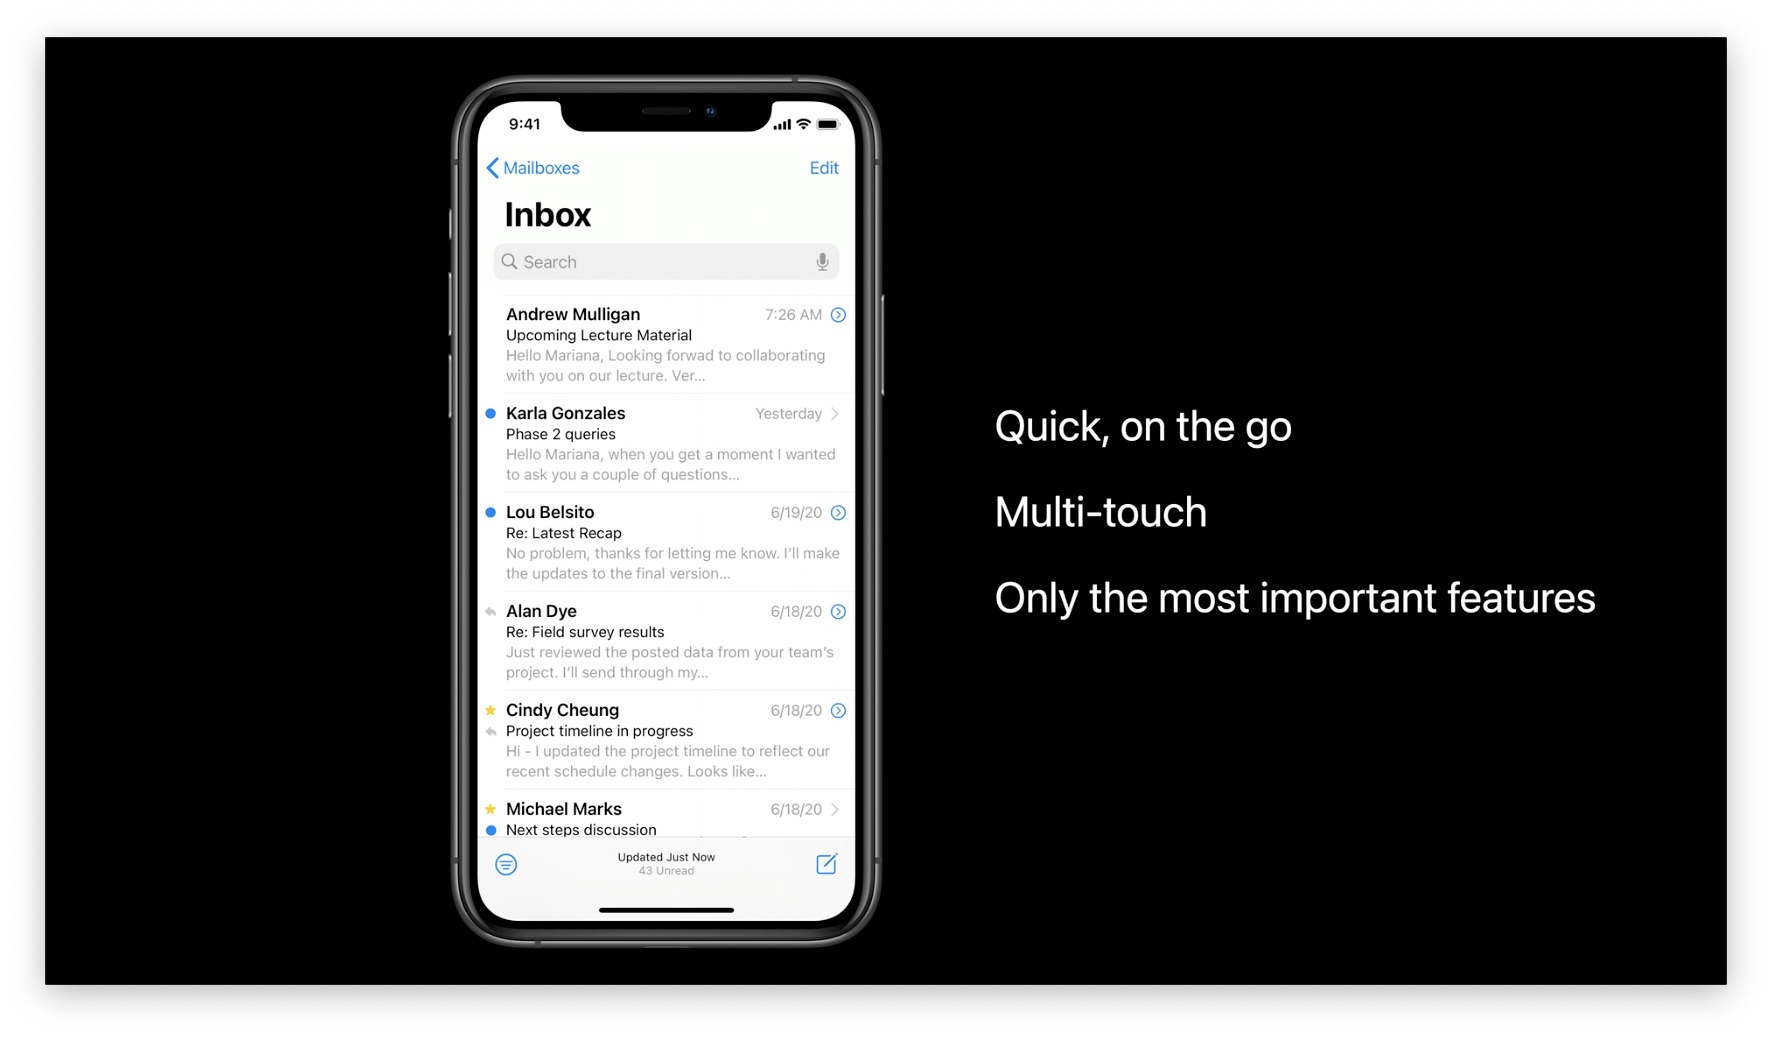 9:41
Mailboxes
Edit
Inbox
Search
Andrew Mulligan
7:26 AM
Upcoming Lecture Material
Hello Mariana, Looking forwad to collaborating
with you on our lecture. Ver...
Karla Gonzales
Yesterday
Phase 2 queries
Hello Mariana, when you get a moment I wanted
to ask you a couple of questions...
Lou Belsito
6/19/20
Re: Latest Recap
No problem, thanks for letting me know. I’ll make
the updates to the final version...
Alan Dye
6/18/20
Re: Field survey results
Just reviewed the posted data from your team’s
project. I’ll send through my...
Cindy Cheung
6/18/20
Project timeline in progress
Hi - I updated the project timeline to reflect our
recent schedule changes. Looks like...
Michael Marks
6/18/20
Next steps discussion
Updated Just Now
43 Unread
Quick, on the go
Multi-touch
Only the most important features